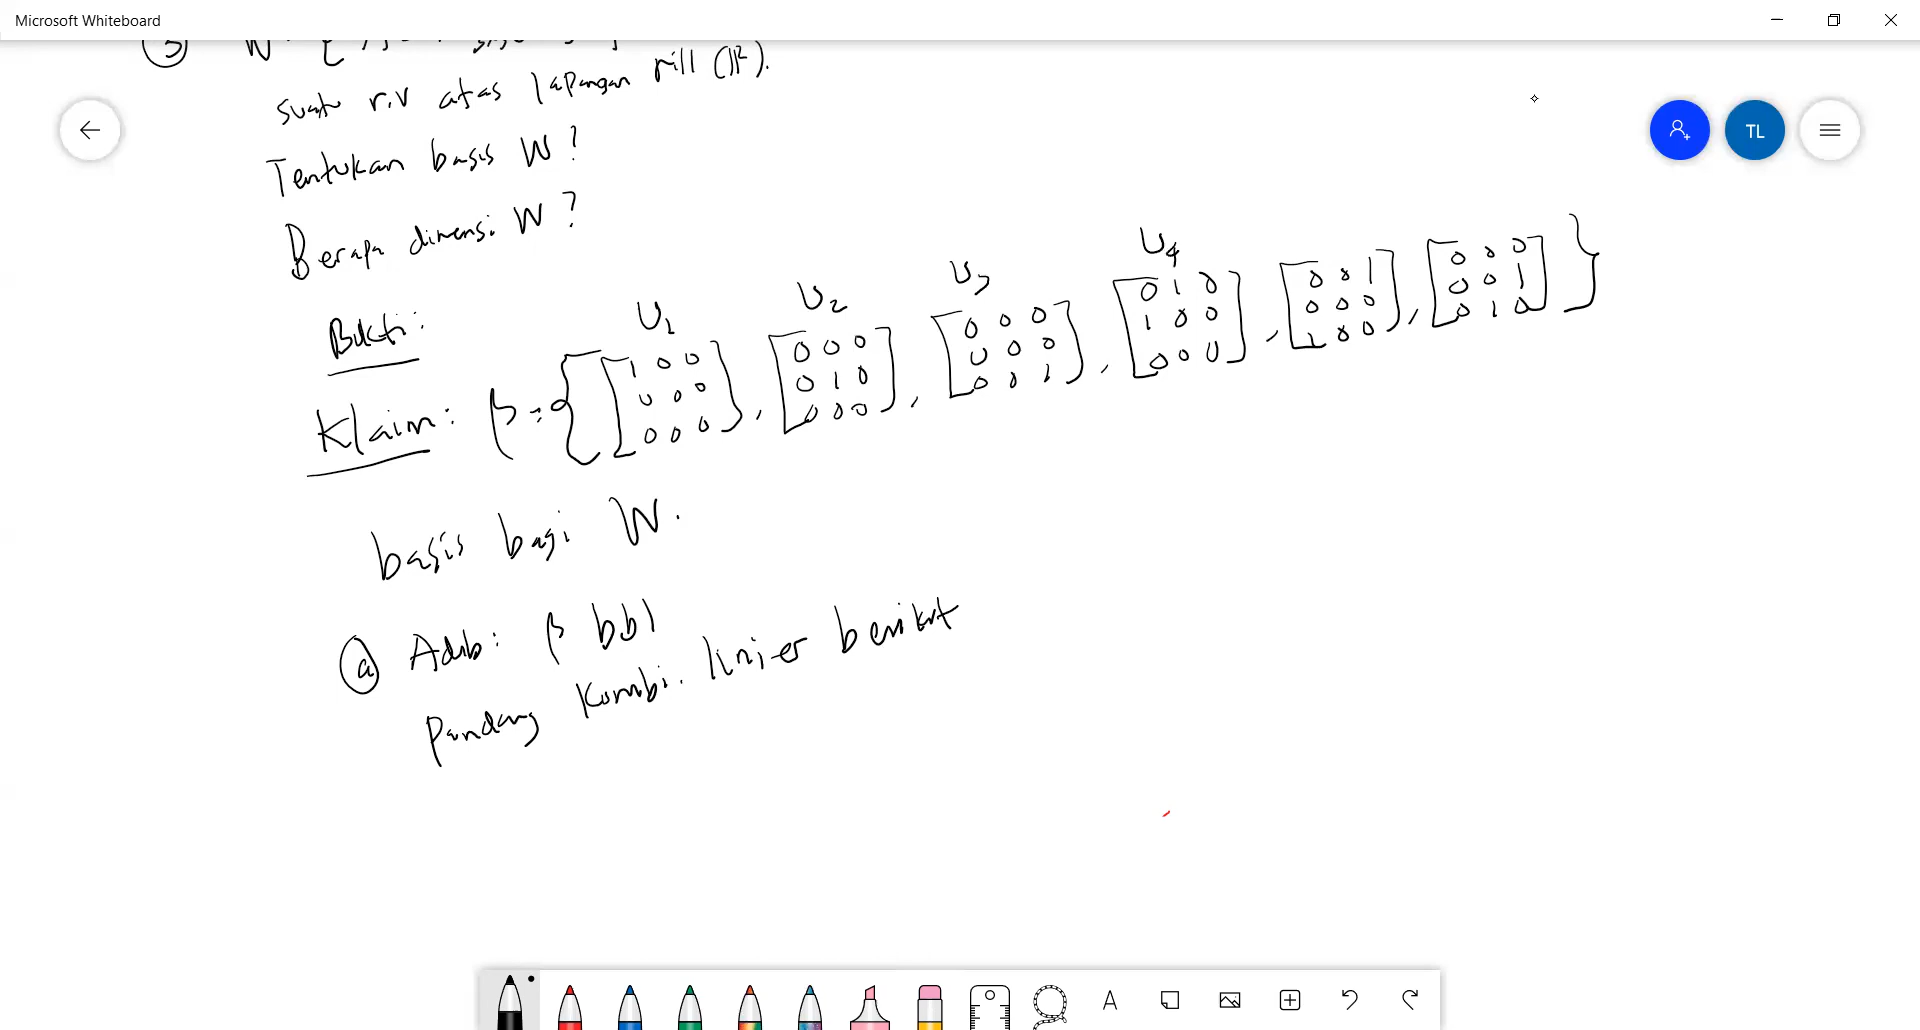 Microsoft Whiteboard
③ W
suatu r.v atas lapangan riil (ℝ).
Tentukan basis W?
Berapa dimensi W?
Bukti:
U1 U2 U3 U4
Klaim: β = { [1 0 0; 0 0 0; 0 0 0], [0 0 0; 0 1 0; 0 0 0], [0 0 0; 0 0 0; 0 0 1], [0 1 0; 1 0 0; 0 0 0], [0 0 1; 0 0 0; 1 0 0], [0 0 0; 0 0 1; 0 1 0] }
basis bagi W.
ⓐ Adib: β bbl
Pandang Kombi. linier berikut
TL
A